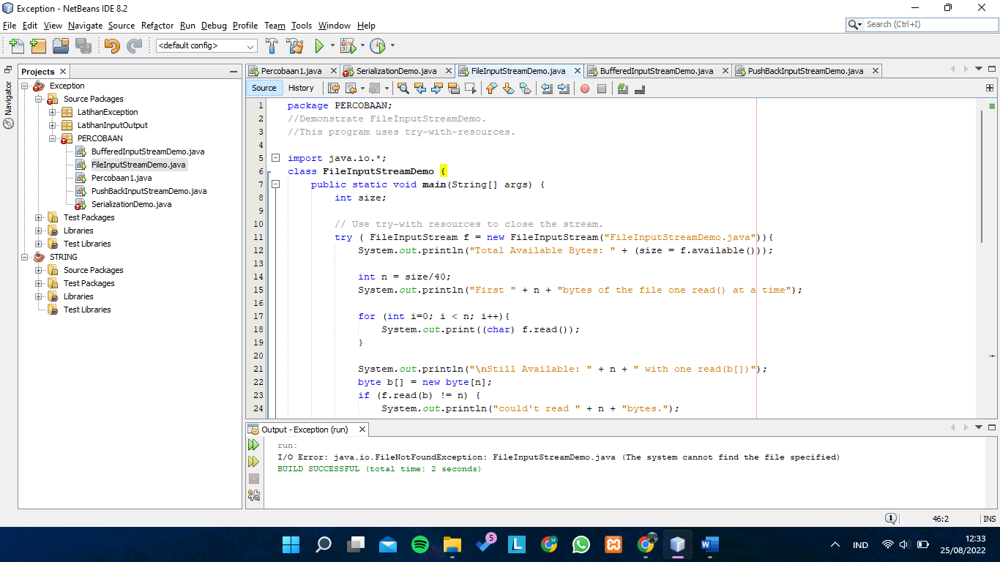 Exception - NetBeans IDE 8.2
File Edit View Navigate Source Refactor Run Debug Profile Team Tools Window Help
Search (Ctrl+I)
<default config>
Navigator
Projects
Exception
Source Packages
LatihanException
LatihanInputOutput
PERCOBAAN
BufferedInputStreamDemo.java
FileInputStreamDemo.java
Percobaan1.java
PushBackInputStreamDemo.java
SerializationDemo.java
Test Packages
Libraries
Test Libraries
STRING
Source Packages
Test Packages
Libraries
Test Libraries
Percobaan1.java SerializationDemo.java FileInputStreamDemo.java BufferedInputStreamDemo.java PushBackInputStreamDemo.java
Source History
1 package PERCOBAAN;
2 //Demonstrate FileInputStreamDemo.
3 //This program uses try-with-resources.
4
5 import java.io.*;
6 class FileInputStreamDemo {
7 public static void main(String[] args) {
8 int size;
9
10 // Use try-with resources to close the stream.
11 try ( FileInputStream f = new FileInputStream("FileInputStreamDemo.java")){
12 System.out.println("Total Available Bytes: " + (size = f.available()));
13
14 int n = size/40;
15 System.out.println("First " + n + "bytes of the file one read() at a time");
16
17 for (int i=0; i < n; i++){
18 System.out.print((char) f.read());
19 }
20
21 System.out.println("\nStill Available: " + n + " with one read(b[])");
22 byte b[] = new byte[n];
23 if (f.read(b) != n) {
24 System.out.println("could't read " + n + "bytes.");
Output - Exception (run)
run:
I/O Error: java.io.FileNotFoundException: FileInputStreamDemo.java (The system cannot find the file specified)
BUILD SUCCESSFUL (total time: 2 seconds)
1 46:2 INS
5
IND
12:33
25/08/2022